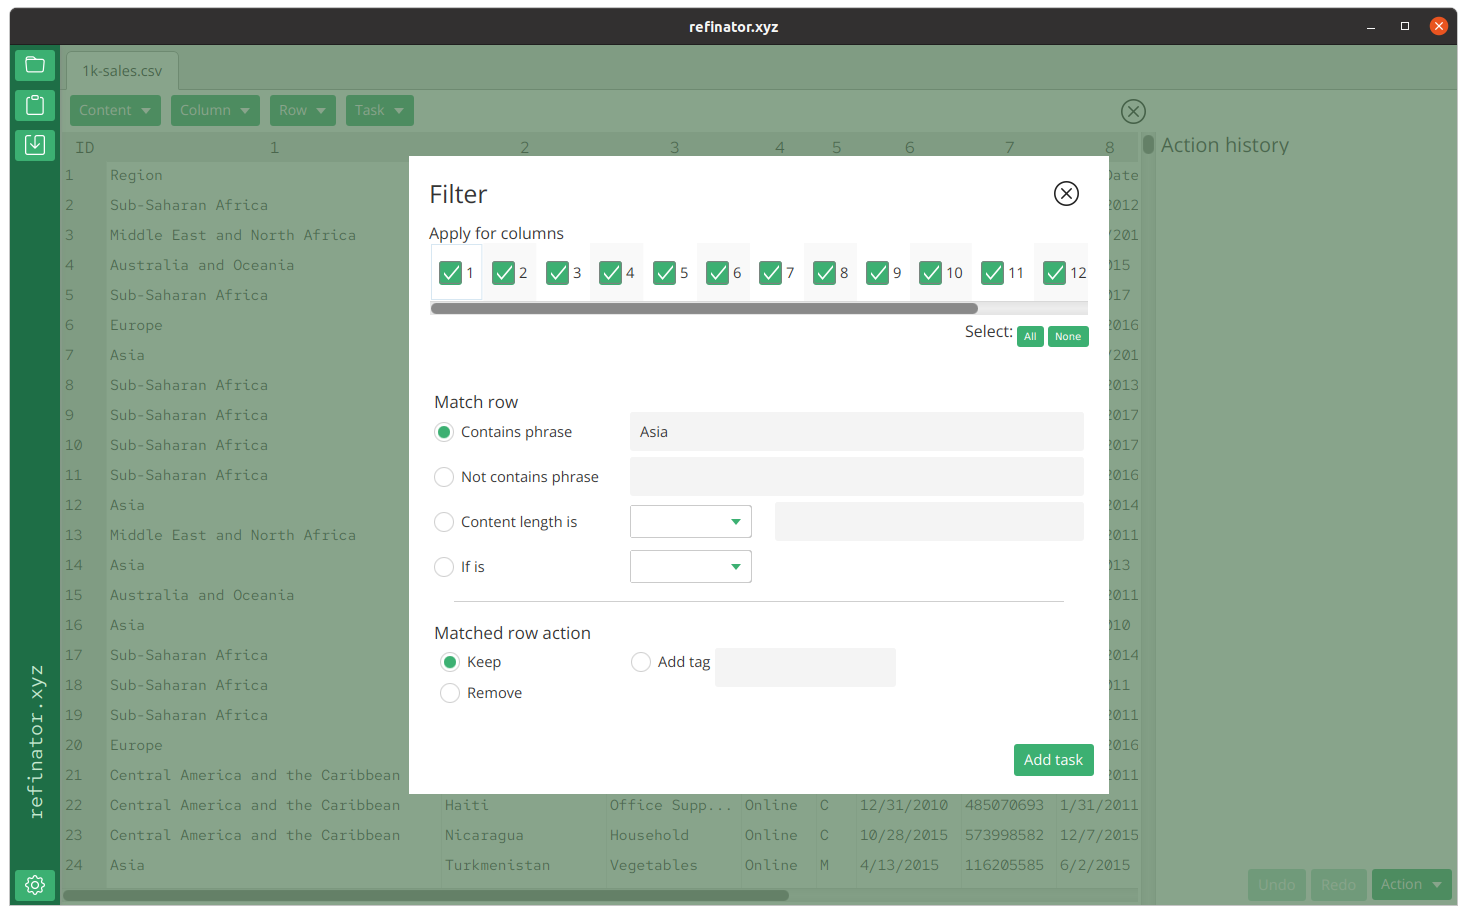 refinator.xyz
1k-sales.csv
Content Column Row Task
ID 1 2 3 4 5 6 7 8
Action history
1 Region Date
2 Sub-Saharan Africa 2012
3 Middle East and North Africa /201
4 Australia and Oceania 015
5 Sub-Saharan Africa 017
6 Europe 2016
7 Asia /201
8 Sub-Saharan Africa 2013
9 Sub-Saharan Africa 2017
10 Sub-Saharan Africa 2017
11 Sub-Saharan Africa 2016
12 Asia 2014
13 Middle East and North Africa 2011
14 Asia 013
15 Australia and Oceania 2011
16 Asia 010
17 Sub-Saharan Africa 2014
18 Sub-Saharan Africa 011
19 Sub-Saharan Africa 2011
20 Europe 2016
21 Central America and the Caribbean 2011
22 Central America and the Caribbean Haiti Office Supp... Online C 12/31/2010 485070693 1/31/2011
23 Central America and the Caribbean Nicaragua Household Online C 10/28/2015 573998582 12/7/2015
24 Asia Turkmenistan Vegetables Online M 4/13/2015 116205585 6/2/2015
Filter
Apply for columns
1 2 3 4 5 6 7 8 9 10 11 12
Select: All None
Match row
Contains phrase Asia
Not contains phrase
Content length is
If is
Matched row action
Keep Add tag
Remove
Add task
refinator.xyz
Undo Redo Action